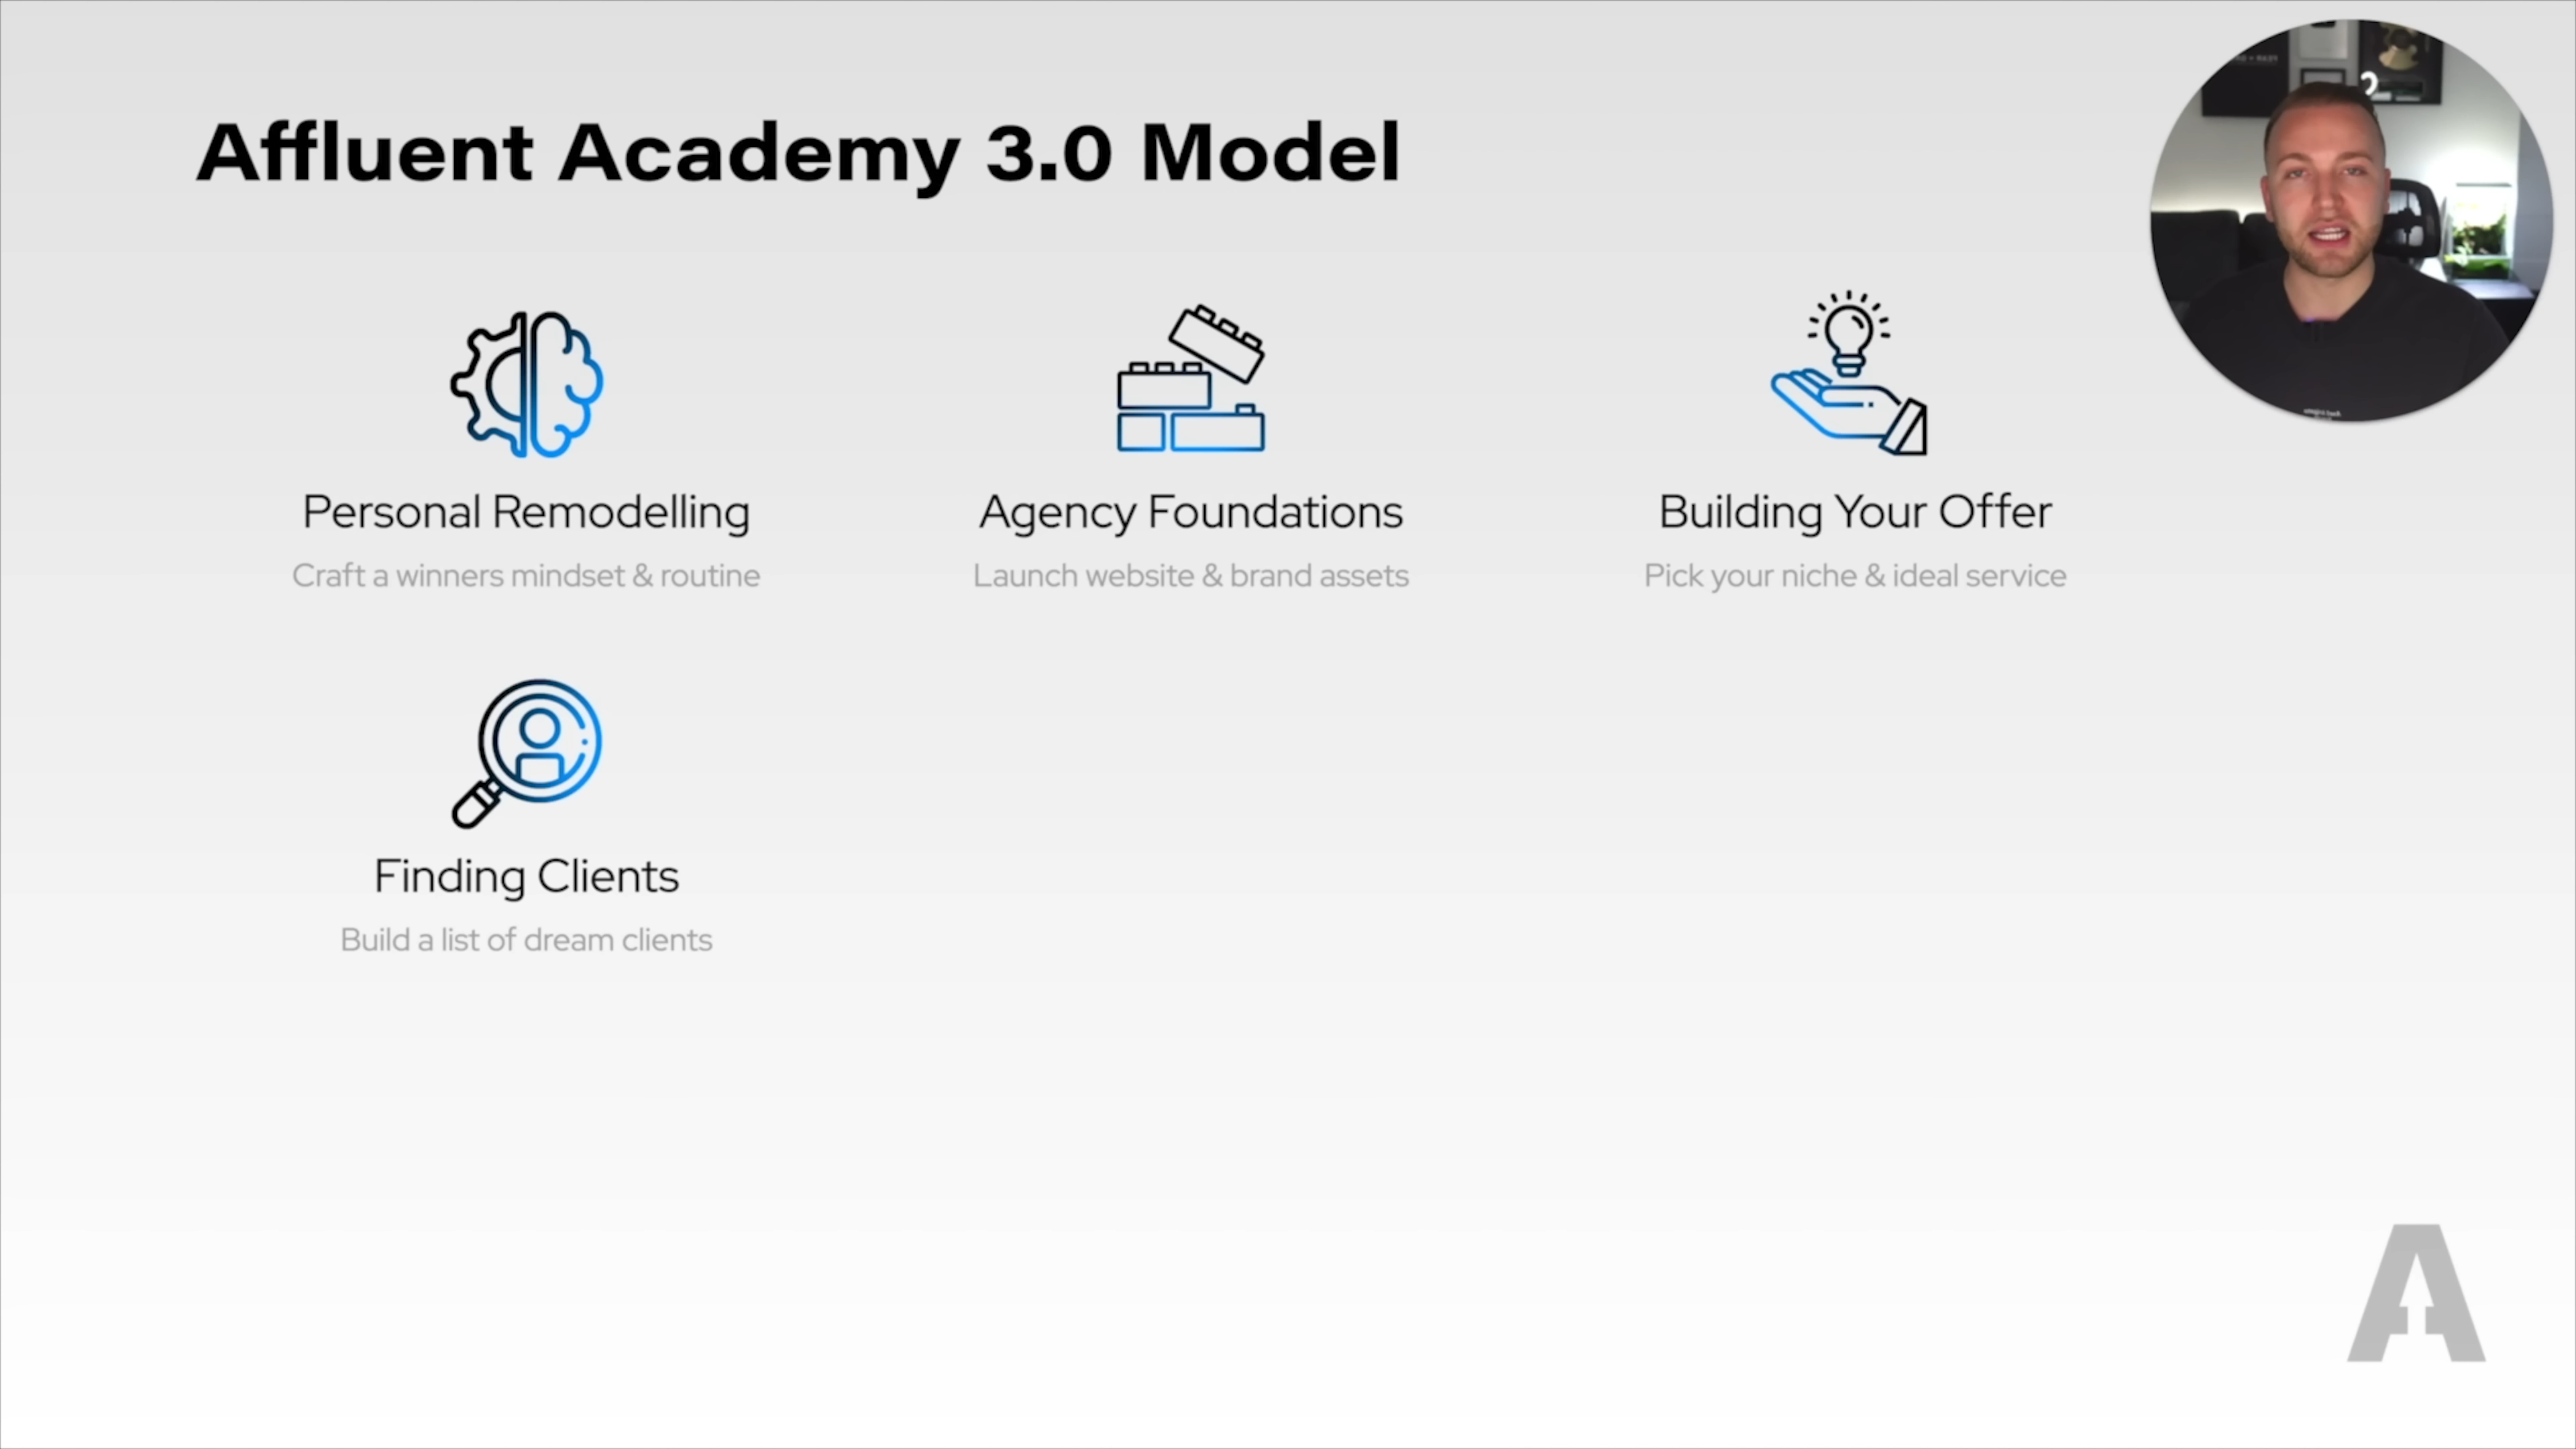 Affluent Academy 3.0 Model
Personal Remodelling
Craft a winners mindset & routine
Agency Foundations
Launch website & brand assets
Building Your Offer
Pick your niche & ideal service
Finding Clients
Build a list of dream clients
A